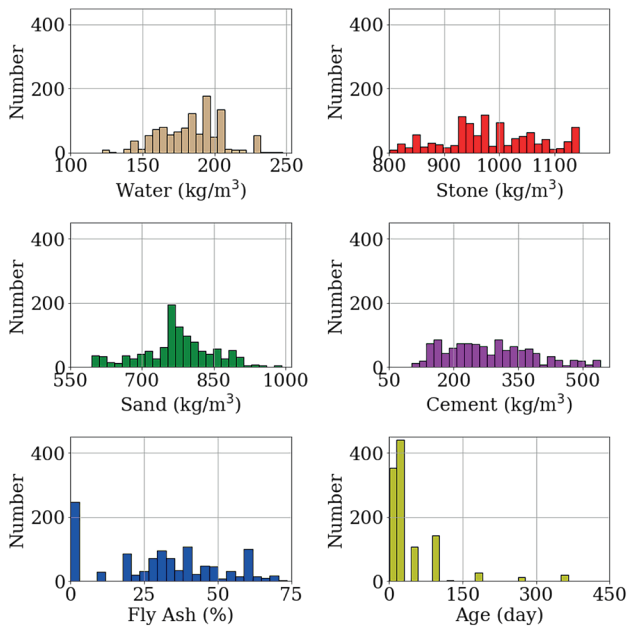 400
200
0
Number
100 150 200 250
Water (kg/m³)
400
200
0
Number
800 900 1000 1100
Stone (kg/m³)
400
200
0
Number
550 700 850 1000
Sand (kg/m³)
400
200
0
Number
50 200 350 500
Cement (kg/m³)
400
200
0
Number
0 25 50 75
Fly Ash (%)
400
200
0
Number
0 150 300 450
Age (day)